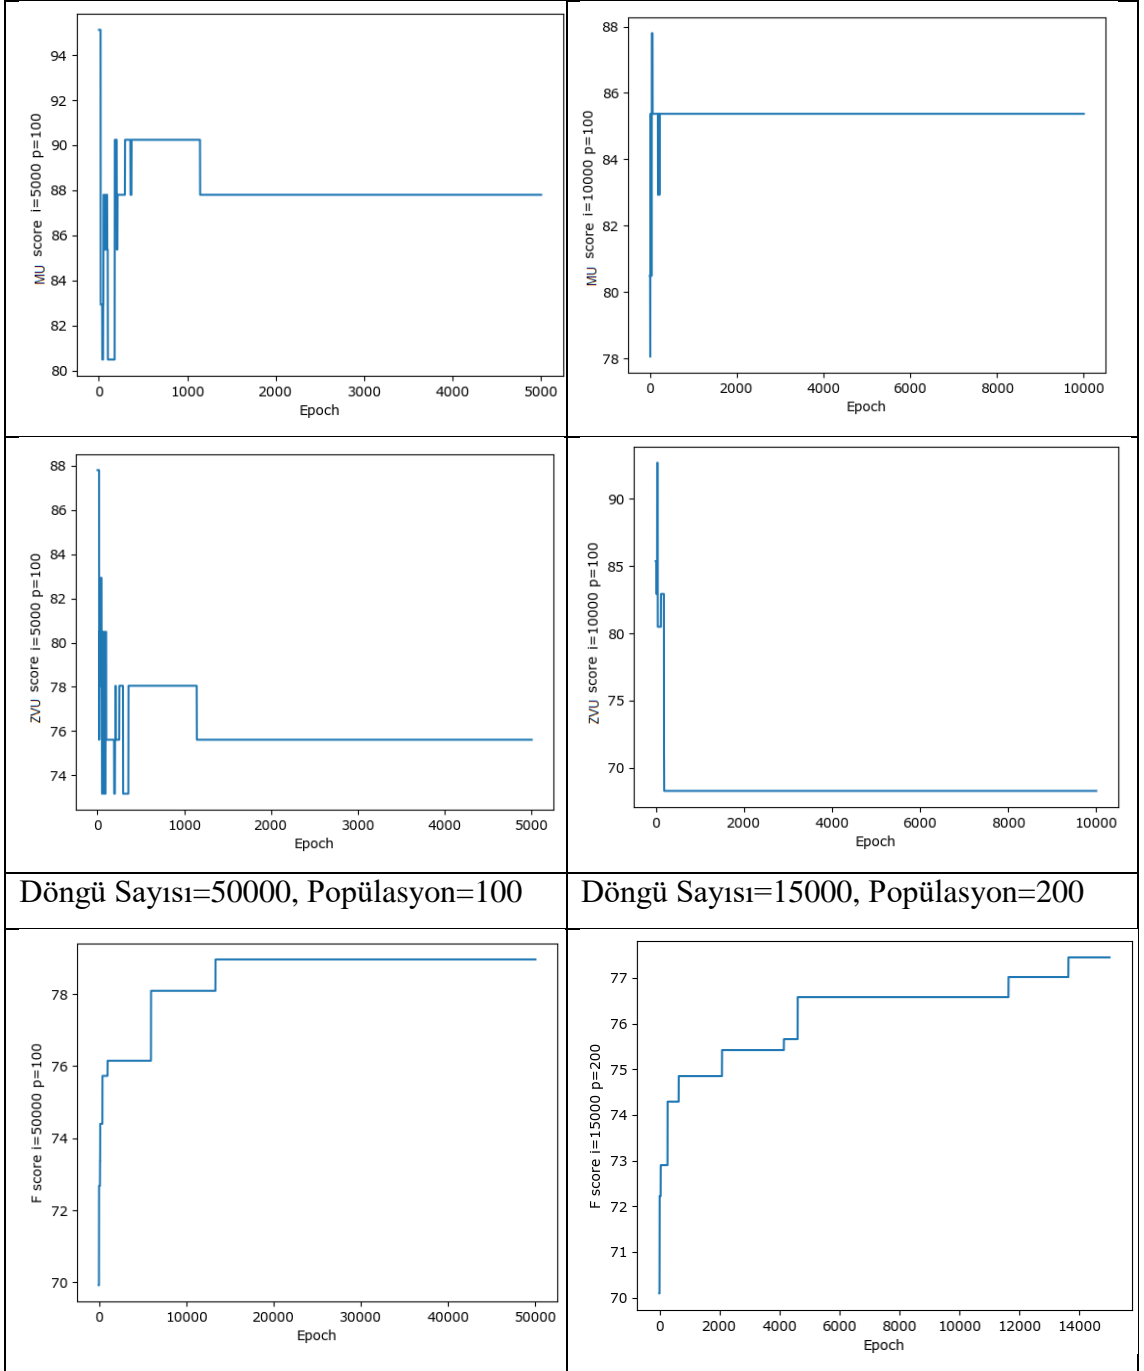 94
92
90
88
86
84
82
80
MU score i=5000 p=100
0 1000 2000 3000 4000 5000
Epoch
88
86
84
82
80
78
MU score i=10000 p=100
0 2000 4000 6000 8000 10000
Epoch
88
86
84
82
80
78
76
74
ZVU score i=5000 p=100
0 1000 2000 3000 4000 5000
Epoch
90
85
80
75
70
ZVU score i=10000 p=100
0 2000 4000 6000 8000 10000
Epoch
Döngü Sayısı=50000, Popülasyon=100
Döngü Sayısı=15000, Popülasyon=200
78
76
74
72
70
F score i=50000 p=100
0 10000 20000 30000 40000 50000
Epoch
77
76
75
74
73
72
71
70
F score i=15000 p=200
0 2000 4000 6000 8000 10000 12000 14000
Epoch